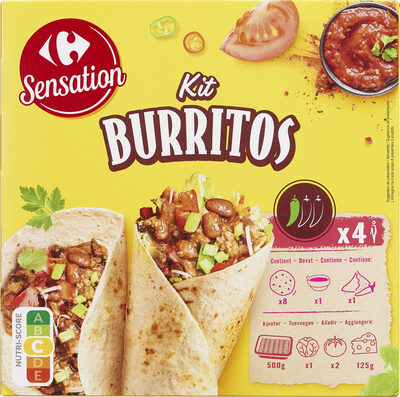 Sensation
Kit
BURRITOS
x4
Contient - Bevat - Contiene - Contiene:
x8 x1 x1
Ajouter - Toevoegen - Añadir - Aggiungere:
500g x1 x2 125g
NUTRI-SCORE
A
B
C
D
E